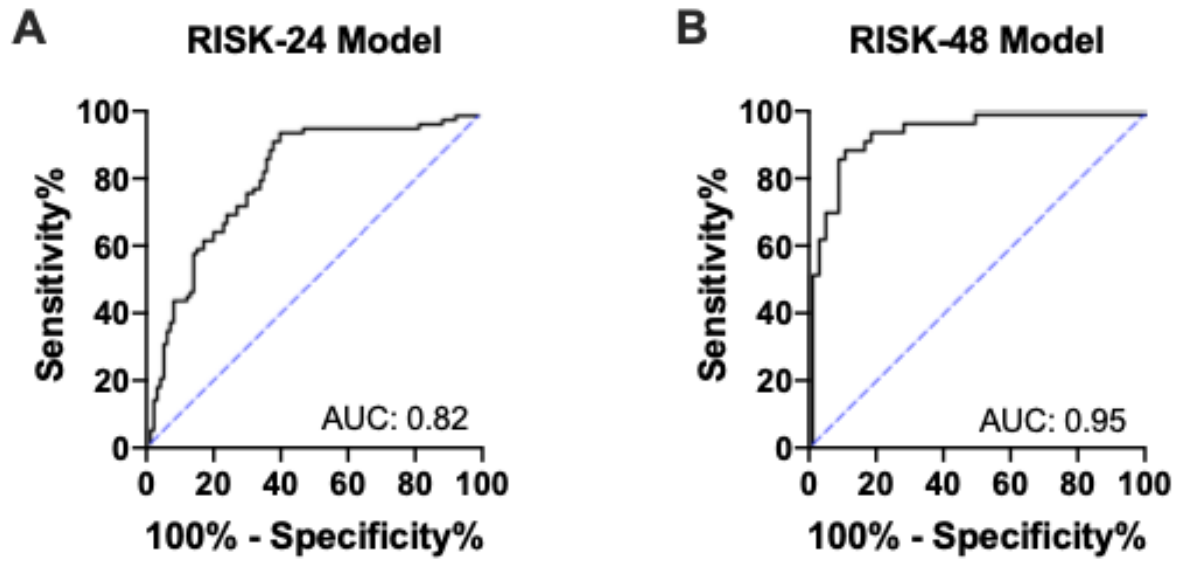 A
RISK-24 Model
100
80
60
40
20
0
Sensitivity%
AUC: 0.82
0 20 40 60 80 100
100% - Specificity%
B
RISK-48 Model
100
80
60
40
20
0
Sensitivity%
AUC: 0.95
0 20 40 60 80 100
100% - Specificity%